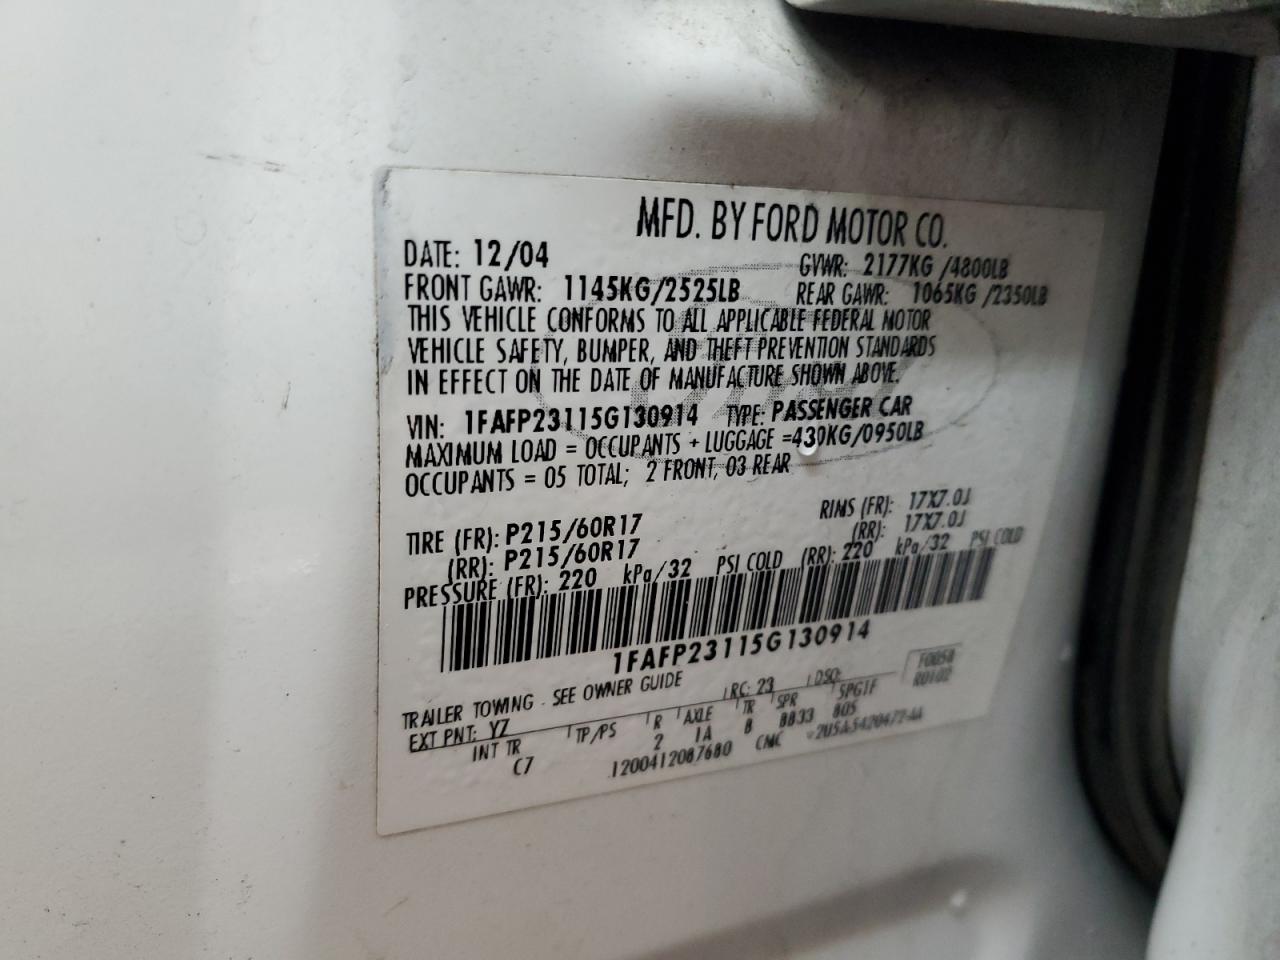 MFD. BY FORD MOTOR CO.
DATE: 12/04 GVWR: 2177KG /4800LB
FRONT GAWR: 1145KG/2525LB REAR GAWR: 1065KG /2350LB
THIS VEHICLE CONFORMS TO ALL APPLICABLE FEDERAL MOTOR
VEHICLE SAFETY, BUMPER, AND THEFT PREVENTION STANDARDS
IN EFFECT ON THE DATE OF MANUFACTURE SHOWN ABOVE.
VIN: 1FAFP23115G130914 TYPE: PASSENGER CAR
MAXIMUM LOAD = OCCUPANTS + LUGGAGE =430KG/0950LB
OCCUPANTS = 05 TOTAL; 2 FRONT, 03 REAR
TIRE (FR): P215/60R17 RIMS (FR): 17X7.0J
(RR): P215/60R17 (RR): 17X7.0J
PRESSURE (FR): 220 kPa/32 PSI COLD (RR): 220 kPa/32 PSI COLD
1FAFP23115G130914
TRAILER TOWING - SEE OWNER GUIDE RC: 23 DSO:
EXT PNT: YZ
INT TR TP/PS R AXLE TR SPR SPGIF
C7 2 1A B BB33 805
1200412087680 CMC